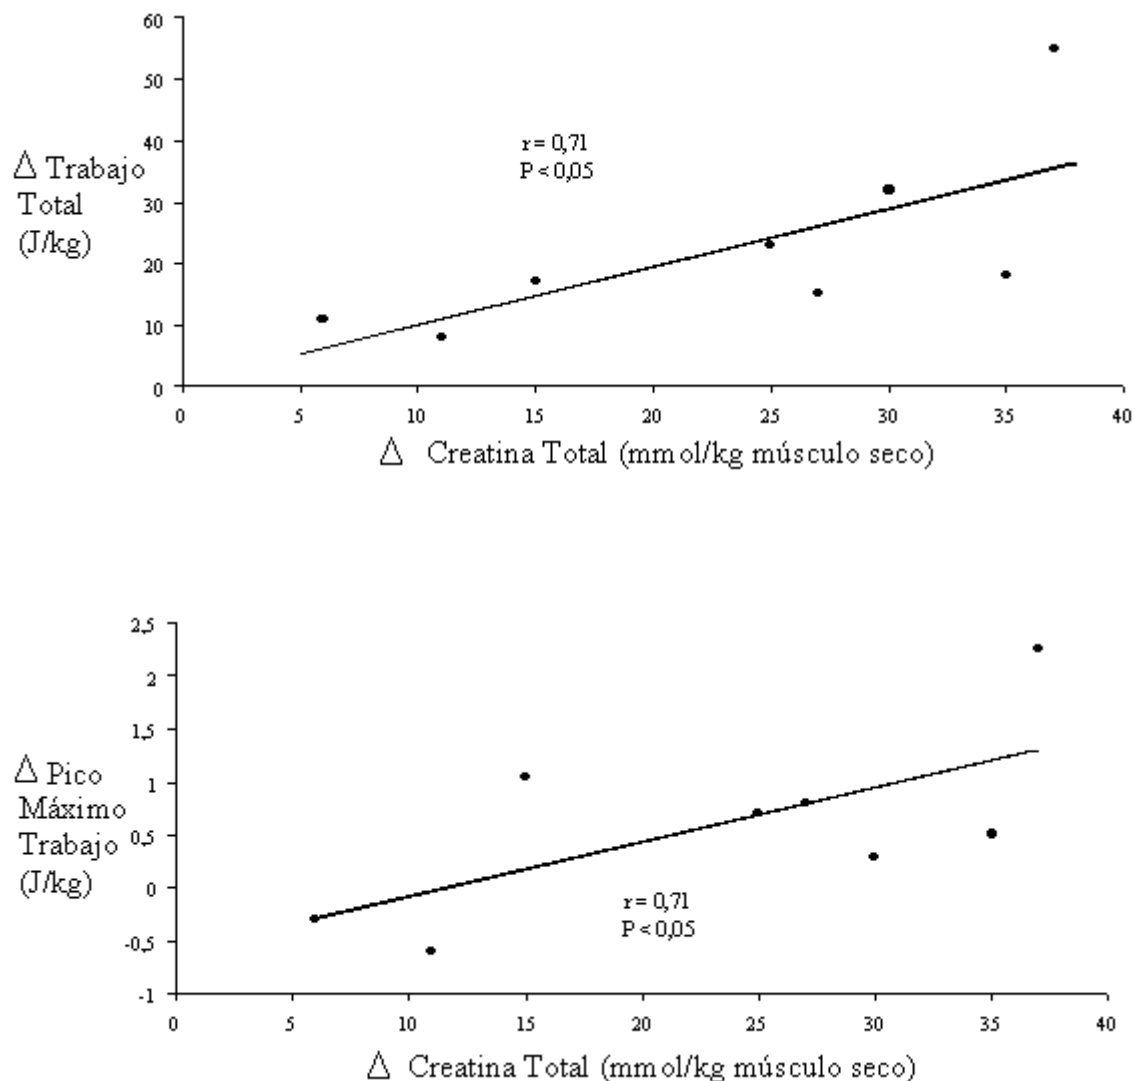 60
50
40
30
20
10
0
r = 0,71
P < 0,05
Δ Trabajo
Total
(J/kg)
0 5 10 15 20 25 30 35 40
Δ Creatina Total (mmol/kg músculo seco)
2,5
2
1,5
1
0,5
0
-0,5
-1
Δ Pico
Máximo
Trabajo
(J/kg)
r = 0,71
P < 0,05
0 5 10 15 20 25 30 35 40
Δ Creatina Total (mmol/kg músculo seco)